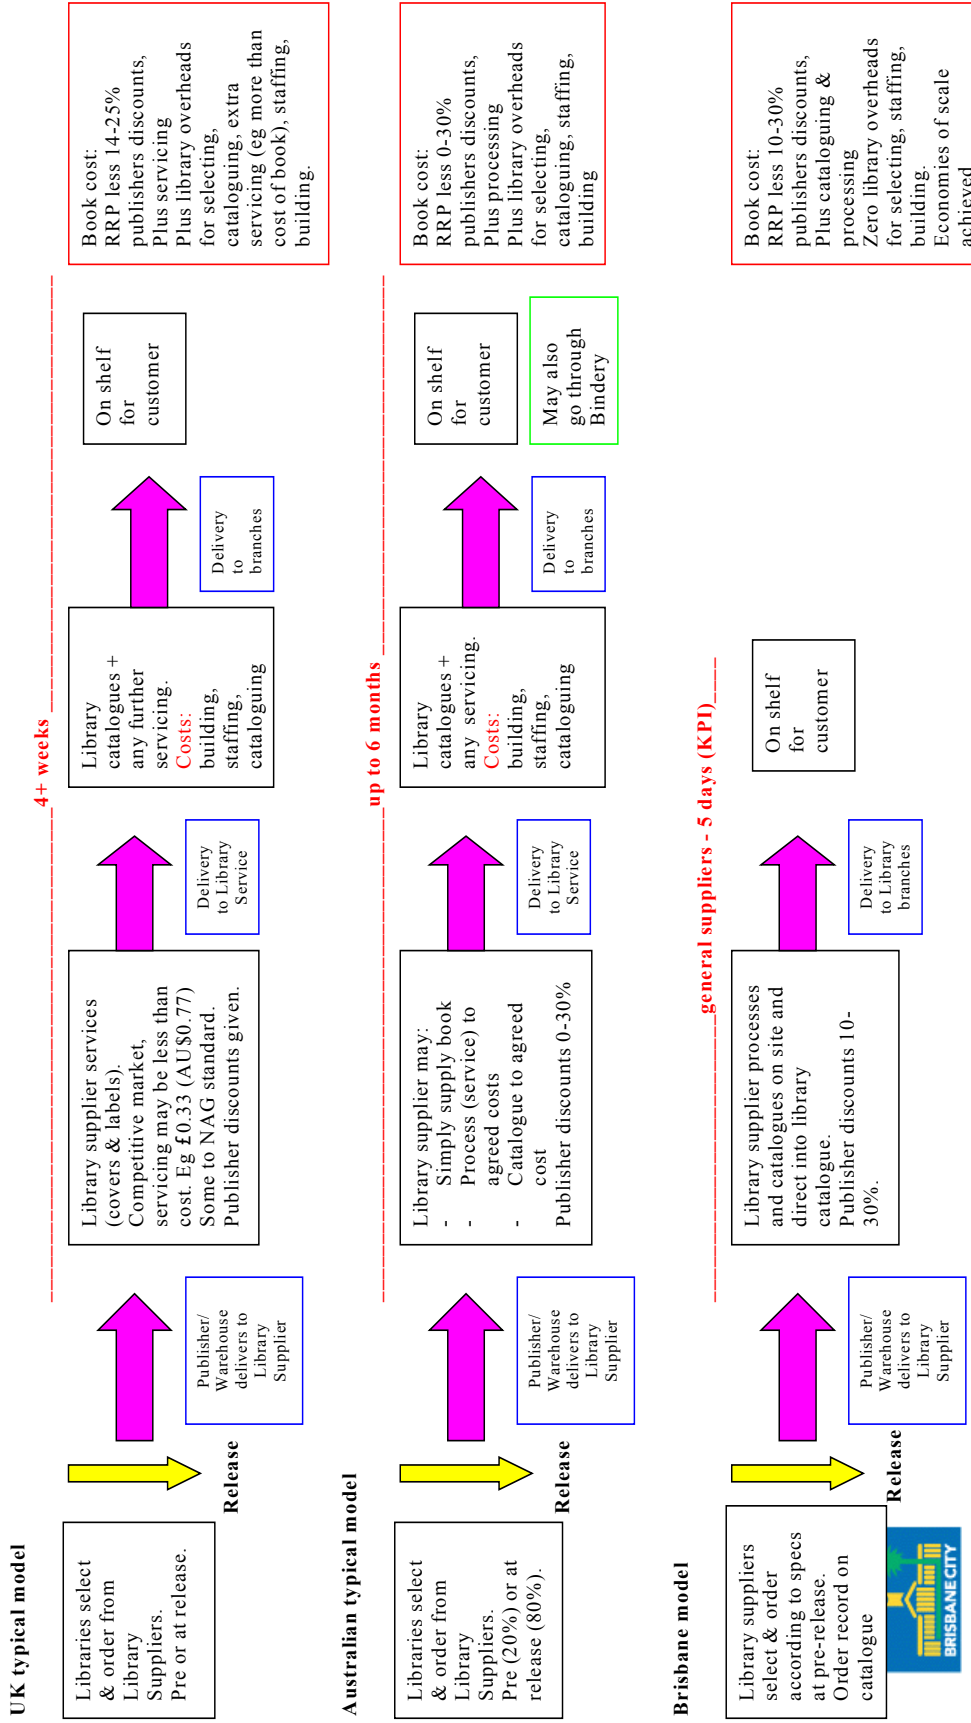 UK typical model
4+ weeks
Libraries select
& order from
Library
Suppliers.
Pre or at release.
Release
Publisher/
Warehouse
delivers to
Library
Supplier
Library supplier services
(covers & labels).
Competitive market,
servicing may be less than
cost. Eg £0.33 (AU$0.77)
Some to NAG standard.
Publisher discounts given.
Delivery
to Library
Service
Library
catalogues +
any further
servicing.
Costs:
building,
staffing,
cataloguing
Delivery
to
branches
On shelf
for
customer
Book cost:
RRP less 14-25%
publishers discounts,
Plus servicing
Plus library overheads
for selecting,
cataloguing, extra
servicing (eg more than
cost of book), staffing,
building.
Australian typical model
up to 6 months
Libraries select
& order from
Library
Suppliers.
Pre (20%) or at
release (80%).
Release
Publisher/
Warehouse
delivers to
Library
Supplier
Library supplier may:
- Simply supply book
- Process (service) to
agreed costs
- Catalogue to agreed
cost
Publisher discounts 0-30%
Delivery
to Library
Service
Library
catalogues +
any servicing.
Costs:
building,
staffing,
cataloguing
Delivery
to
branches
On shelf
for
customer
May also
go through
Bindery
Book cost:
RRP less 0-30%
publishers discounts,
Plus processing
Plus library overheads
for selecting,
cataloguing, staffing,
building
Brisbane model
general suppliers - 5 days (KPI)
Library suppliers
select & order
according to specs
at pre-release.
Order record on
catalogue
BRISBANE CITY
Release
Publisher/
Warehouse
delivers to
Library
Supplier
Library supplier processes
and catalogues on site and
direct into library
catalogue.
Publisher discounts 10-
30%.
Delivery
to Library
branches
On shelf
for
customer
Book cost:
RRP less 10-30%
publishers discounts,
Plus cataloguing &
processing
Zero library overheads
for selecting, staffing,
building.
Economies of scale
achieved